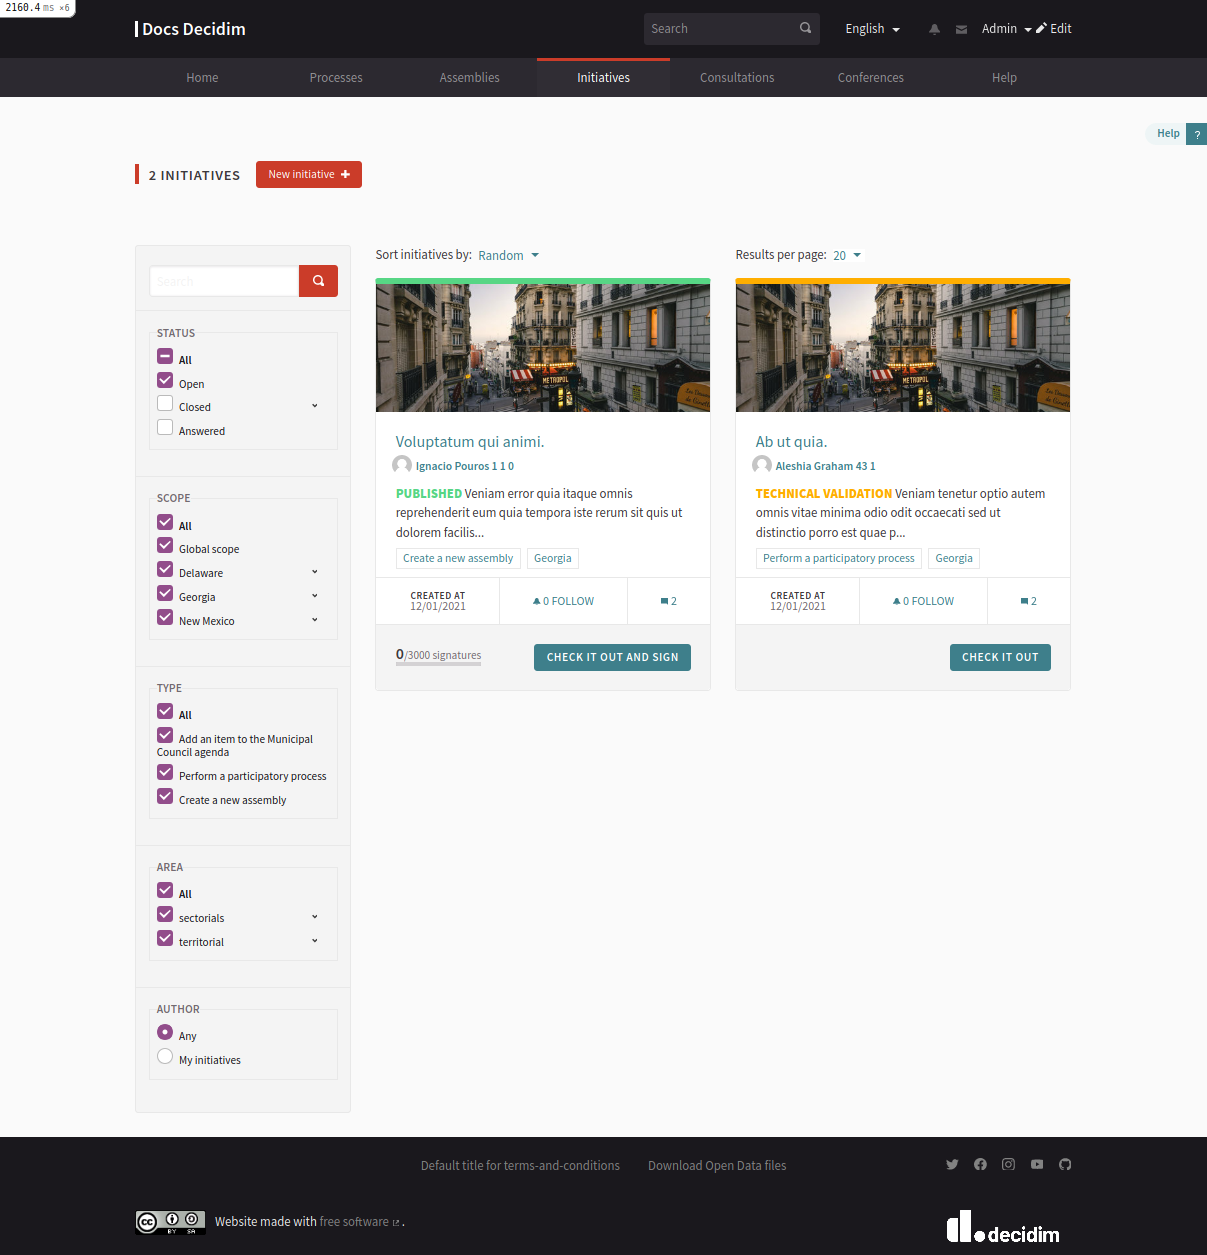 2160.4 ms ×6
Docs Decidim
Search
English
Admin
Edit
Home
Processes
Assemblies
Initiatives
Consultations
Conferences
Help
Help ?
2 INITIATIVES
New initiative
Search
STATUS
All
Open
Closed
Answered
SCOPE
All
Global scope
Delaware
Georgia
New Mexico
TYPE
All
Add an item to the Municipal
Council agenda
Perform a participatory process
Create a new assembly
AREA
All
sectorials
territorial
AUTHOR
Any
My initiatives
Sort initiatives by: Random
Results per page: 20
METROPOL
Voluptatum qui animi.
Ignacio Pouros 1 1 0
PUBLISHED Veniam error quia itaque omnis
reprehenderit eum quia tempora iste rerum sit quis ut
dolorem facilis...
Create a new assembly
Georgia
CREATED AT
12/01/2021
0 FOLLOW
2
0/3000 signatures
CHECK IT OUT AND SIGN
METROPOL
Ab ut quia.
Aleshia Graham 43 1
TECHNICAL VALIDATION Veniam tenetur optio autem
omnis vitae minima odio odit occaecati sed ut
distinctio porro est quae p...
Perform a participatory process
Georgia
CREATED AT
12/01/2021
0 FOLLOW
2
CHECK IT OUT
Default title for terms-and-conditions
Download Open Data files
cc
BY SA
Website made with free software .
decidim